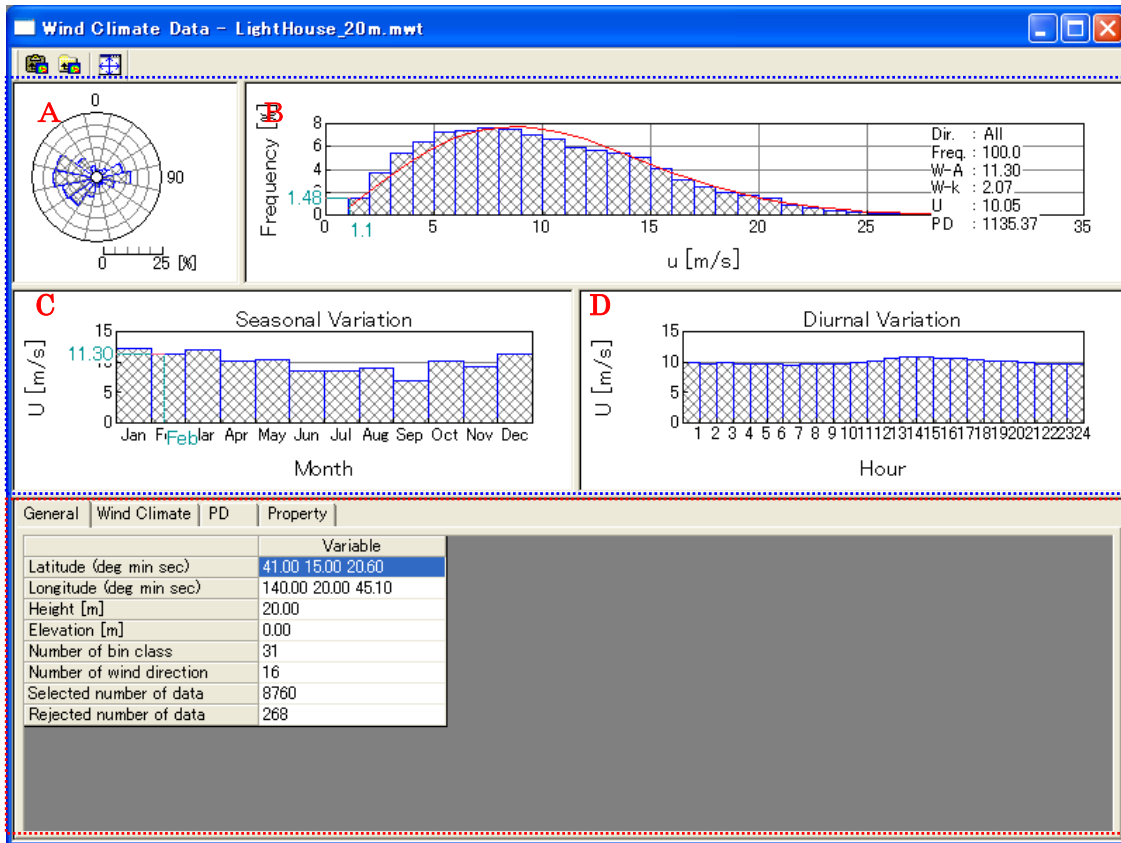 Wind Climate Data - LightHouse_20m.mwt
A
0
90
0 25 [%]
B
Frequency [%]
8
6
4
2
0
1.48
1.1
0 5 10 15 20 25 35
u [m/s]
Dir. : All
Freq. : 100.0
W-A : 11.30
W-k : 2.07
U : 10.05
PD : 1135.37
C
Seasonal Variation
U [m/s]
15
11.30
5
0
Jan Feb Mar Apr May Jun Jul Aug Sep Oct Nov Dec
Month
D
Diurnal Variation
U [m/s]
15
10
5
0
1 2 3 4 5 6 7 8 9 10 11 12 13 14 15 16 17 18 19 20 21 22 23 24
Hour
General Wind Climate PD Property
Variable
Latitude (deg min sec) 41.00 15.00 20.60
Longitude (deg min sec) 140.00 20.00 45.10
Height [m] 20.00
Elevation [m] 0.00
Number of bin class 31
Number of wind direction 16
Selected number of data 8760
Rejected number of data 268